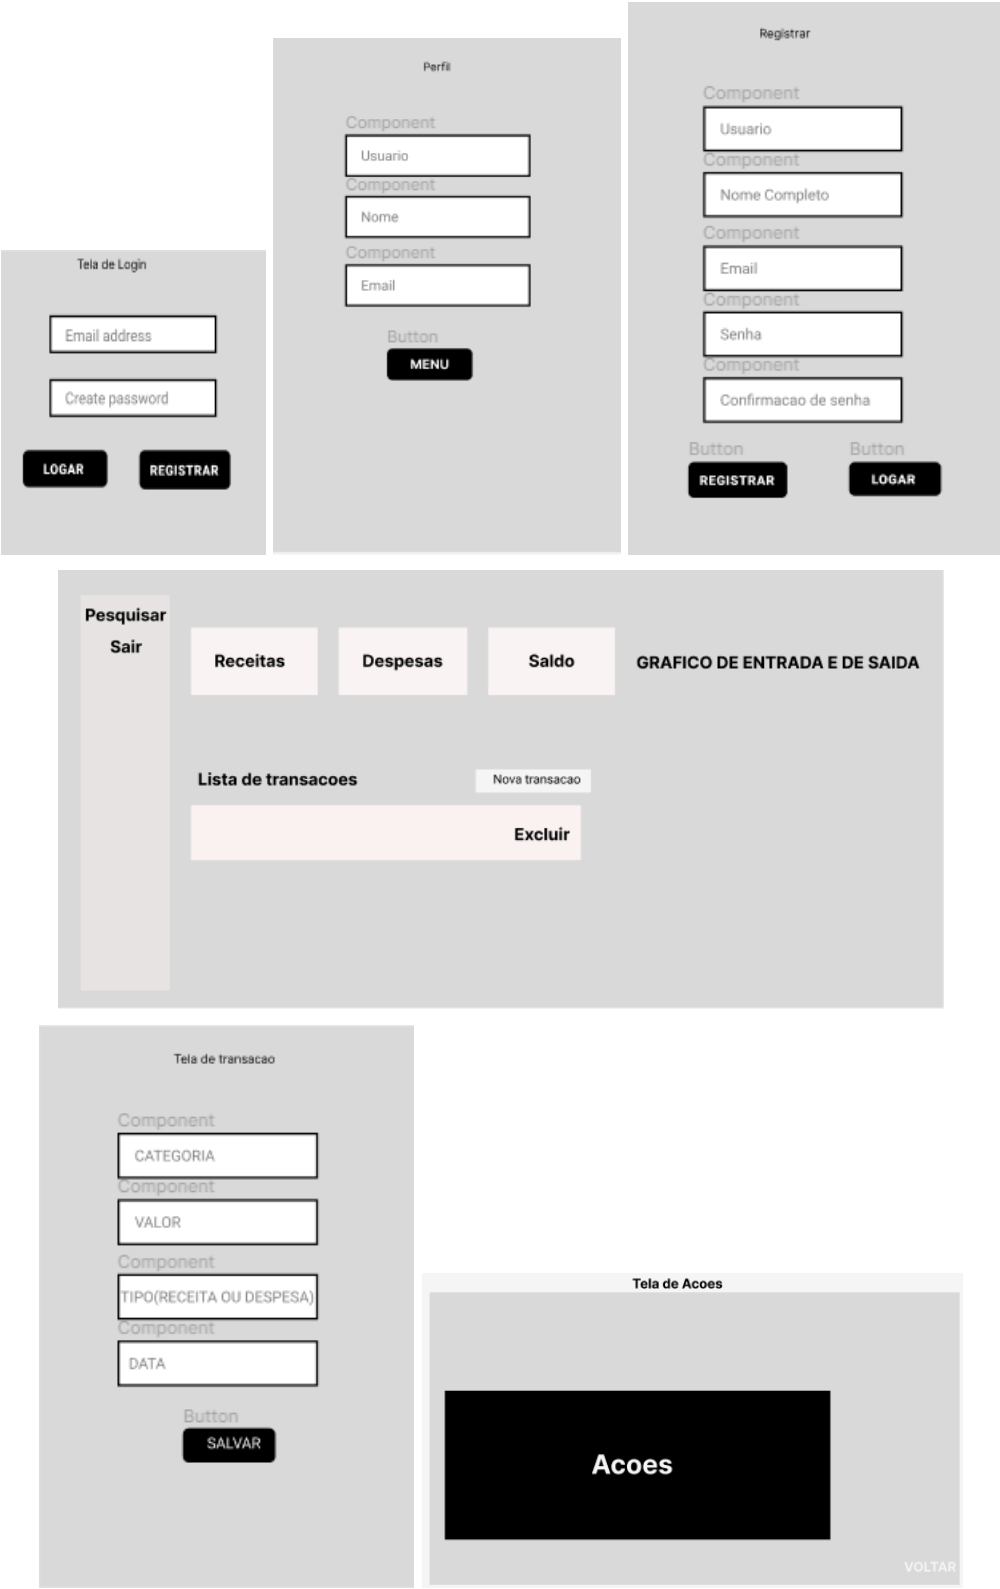 Tela de Login
Email address
Create password
LOGAR
REGISTRAR
Perfil
Component
Usuario
Component
Nome
Component
Email
Button
MENU
Registrar
Component
Usuario
Component
Nome Completo
Component
Email
Component
Senha
Component
Confirmacao de senha
Button
Button
REGISTRAR
LOGAR
Pesquisar
Sair
Receitas
Despesas
Saldo
GRAFICO DE ENTRADA E DE SAIDA
Lista de transacoes
Nova transacao
Excluir
Tela de transacao
Component
CATEGORIA
Component
VALOR
Component
TIPO(RECEITA OU DESPESA)
Component
DATA
Button
SALVAR
Tela de Acoes
Acoes
VOLTAR